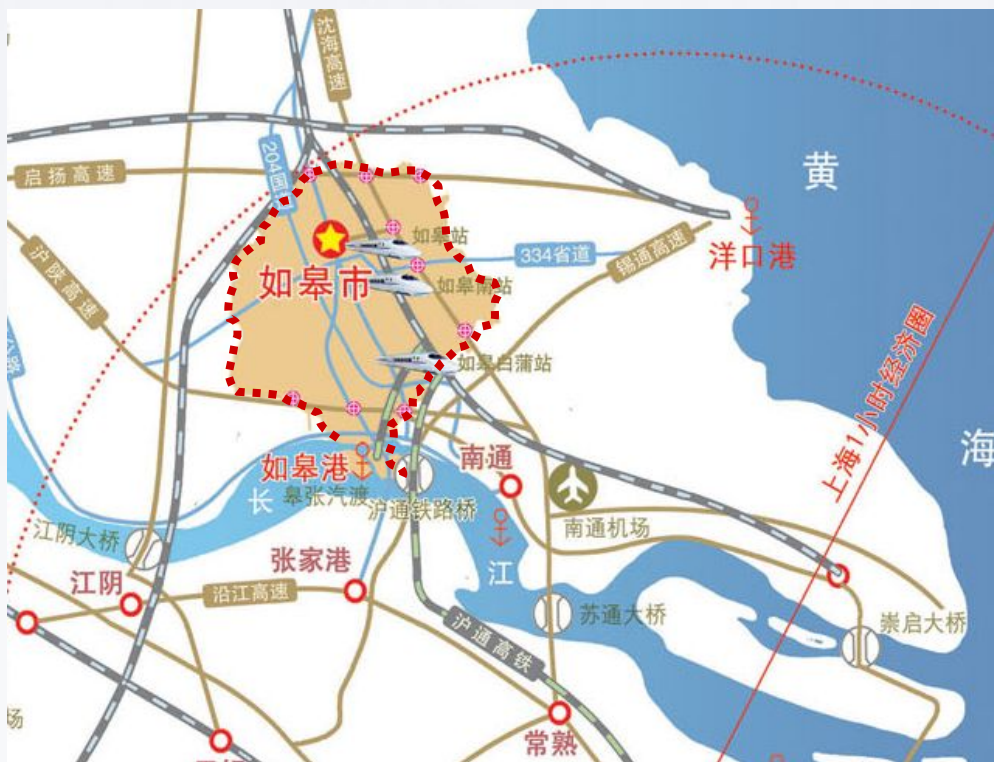 沈海高速
黄
204国道
启扬高速
如皋站
334省道
锡通高速
洋口港
沪陕高速
如皋市
如皋南站
上海1小时经济圈
如皋白蒲站
公路
海
南通
如皋港
长
皋张汽渡
沪通铁路桥
南通机场
江阴大桥
张家港
江
江阴
沿江高速
苏通大桥
崇启大桥
沪通高铁
场
常熟